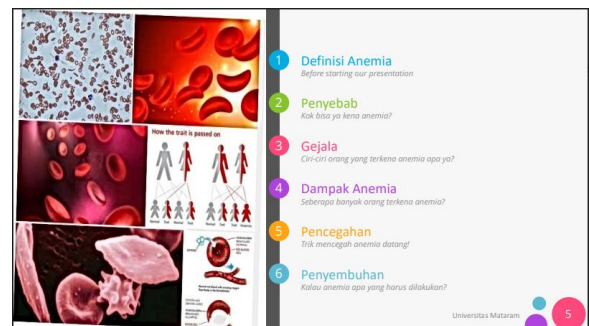 How the trait is passed on
1
Definisi Anemia
Before starting our presentation
2
Penyebab
Kok bisa ya kena anemia?
3
Gejala
Ciri-ciri orang yang terkena anemia apa ya?
4
Dampak Anemia
Seberapa banyak orang terkena anemia?
5
Pencegahan
Trik mencegah anemia datang!
6
Penyembuhan
Kalau anemia apa yang harus dilakukan?
Universitas Mataram
5